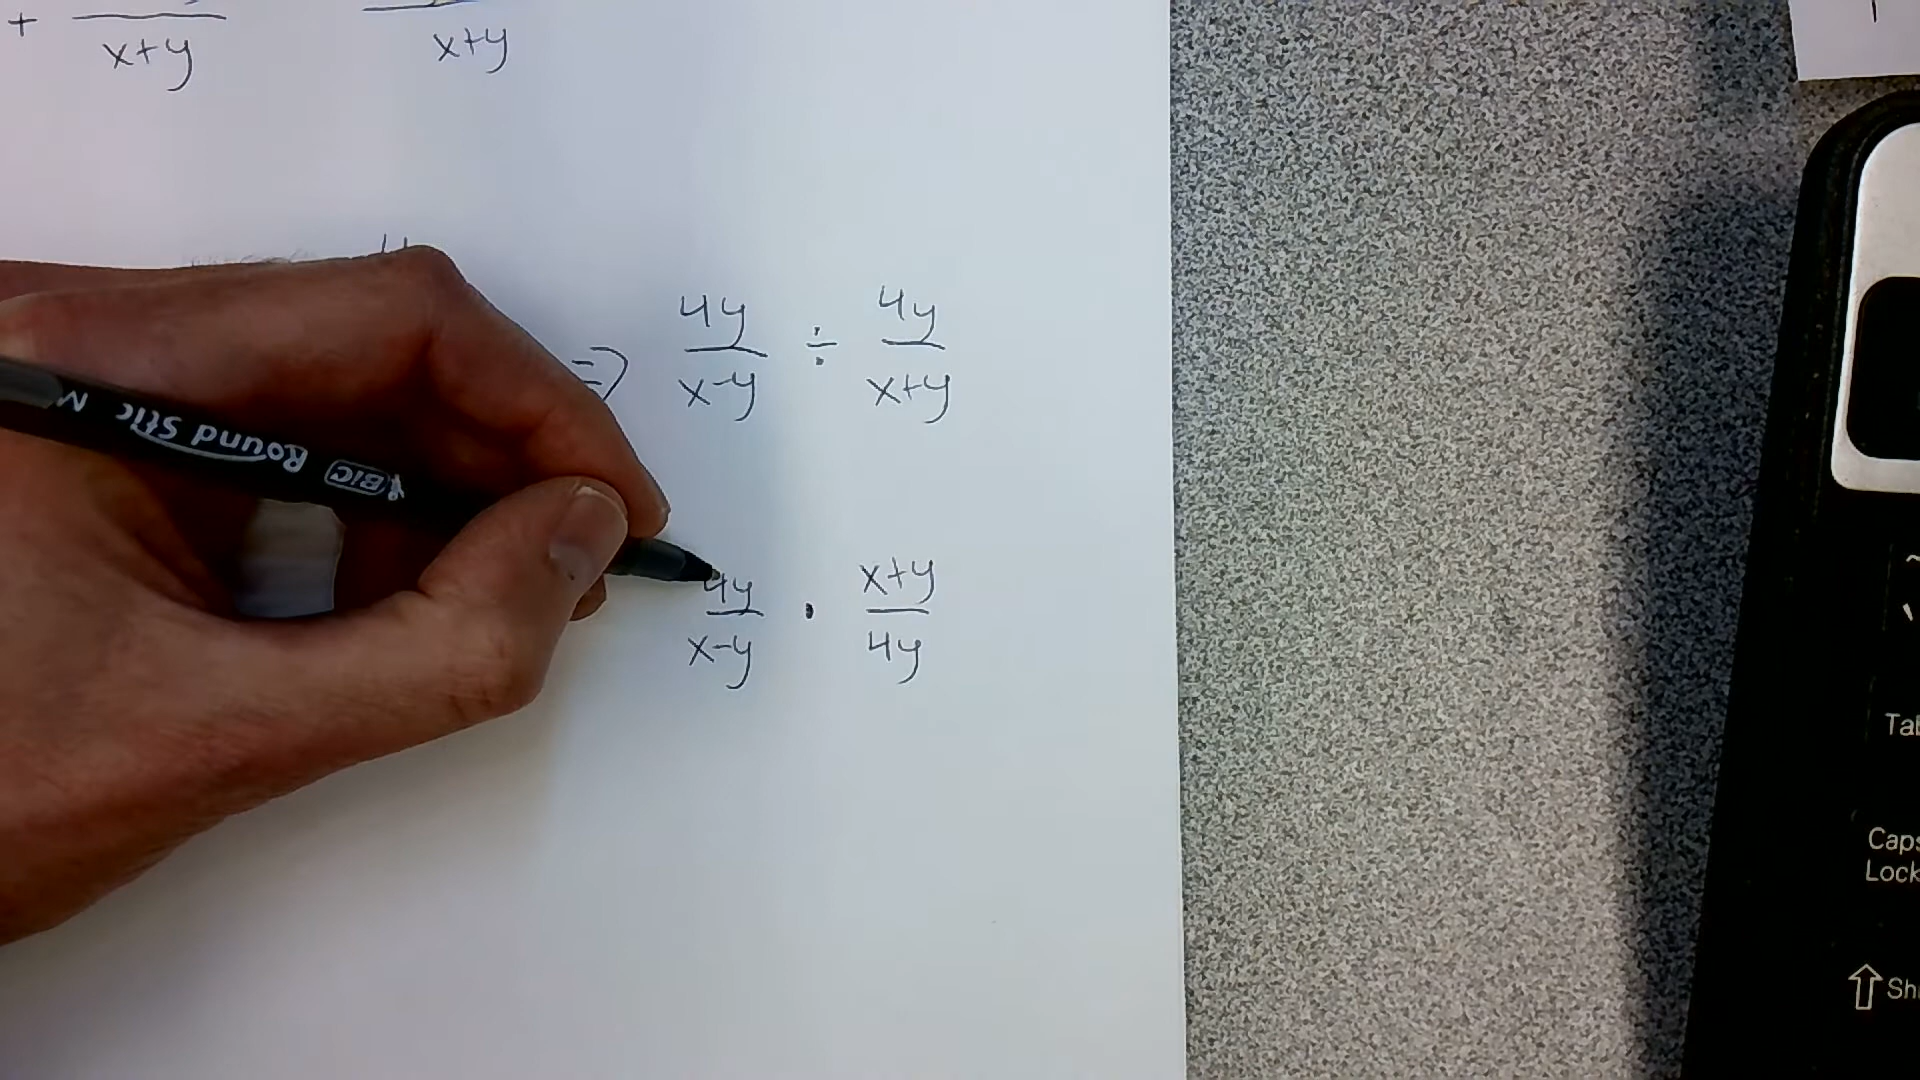 + x+y x+y
=> 4y/x-y ÷ 4y/x+y
4y/x-y · x+y/4y
BIC Round Stic M
Tab
Caps
Lock
⇧ Sh